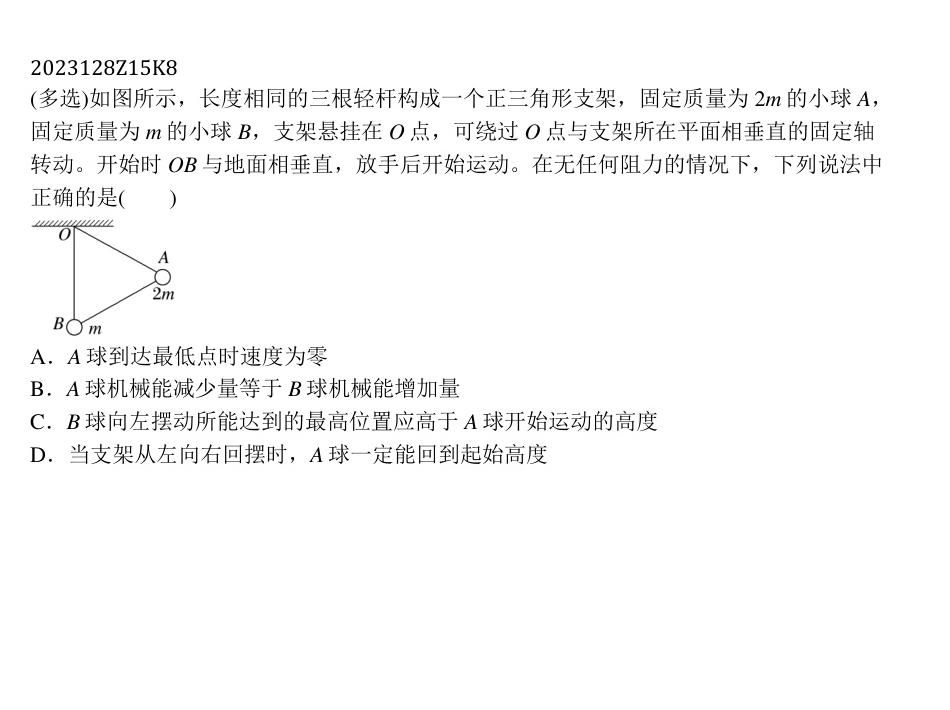 2023128Z15K8
(多选)如图所示，长度相同的三根轻杆构成一个正三角形支架，固定质量为 2m 的小球 A，
固定质量为 m 的小球 B，支架悬挂在 O 点，可绕过 O 点与支架所在平面相垂直的固定轴
转动。开始时 OB 与地面相垂直，放手后开始运动。在无任何阻力的情况下，下列说法中
正确的是(　　)
O
A
2m
B m
A．A 球到达最低点时速度为零
B．A 球机械能减少量等于 B 球机械能增加量
C．B 球向左摆动所能达到的最高位置应高于 A 球开始运动的高度
D．当支架从左向右回摆时，A 球一定能回到起始高度